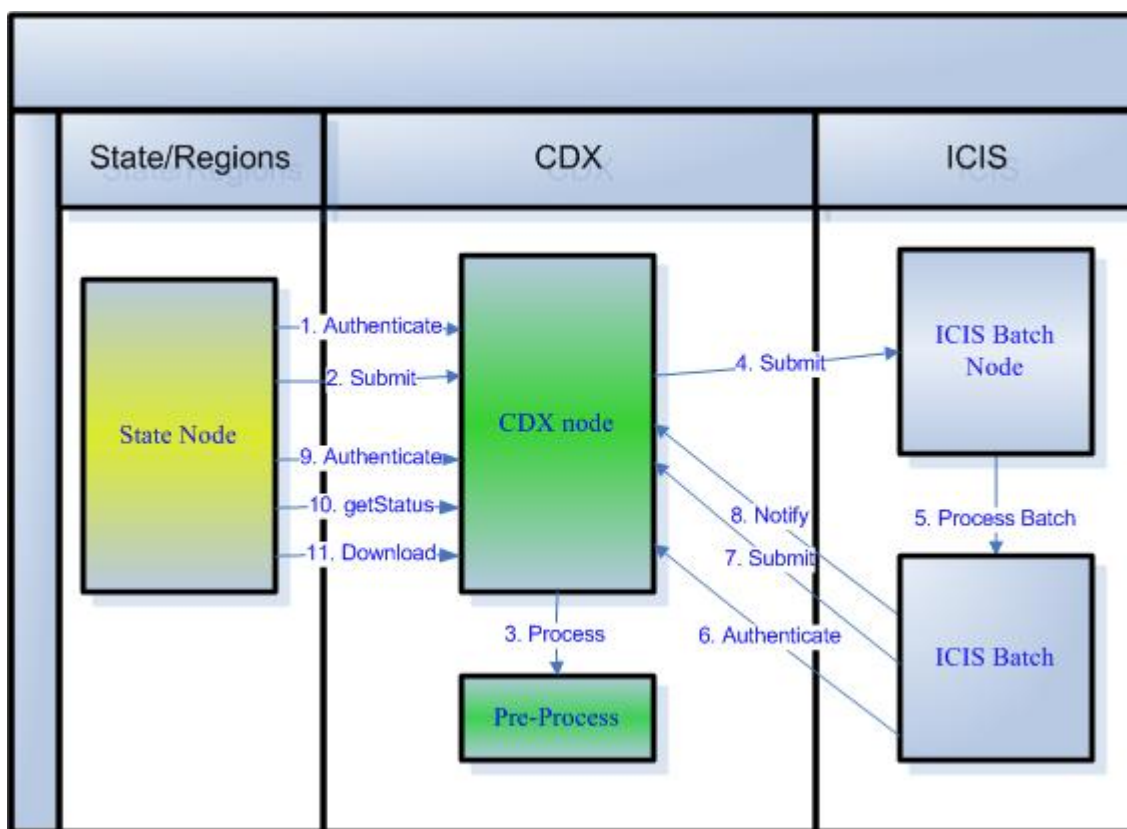 State/Regions
CDX
ICIS
State Node
CDX node
ICIS Batch
Node
1. Authenticate
2. Submit
4. Submit
9. Authenticate
10. getStatus
11. Download
8. Notify
5. Process Batch
7. Submit
3. Process
6. Authenticate
ICIS Batch
Pre-Process